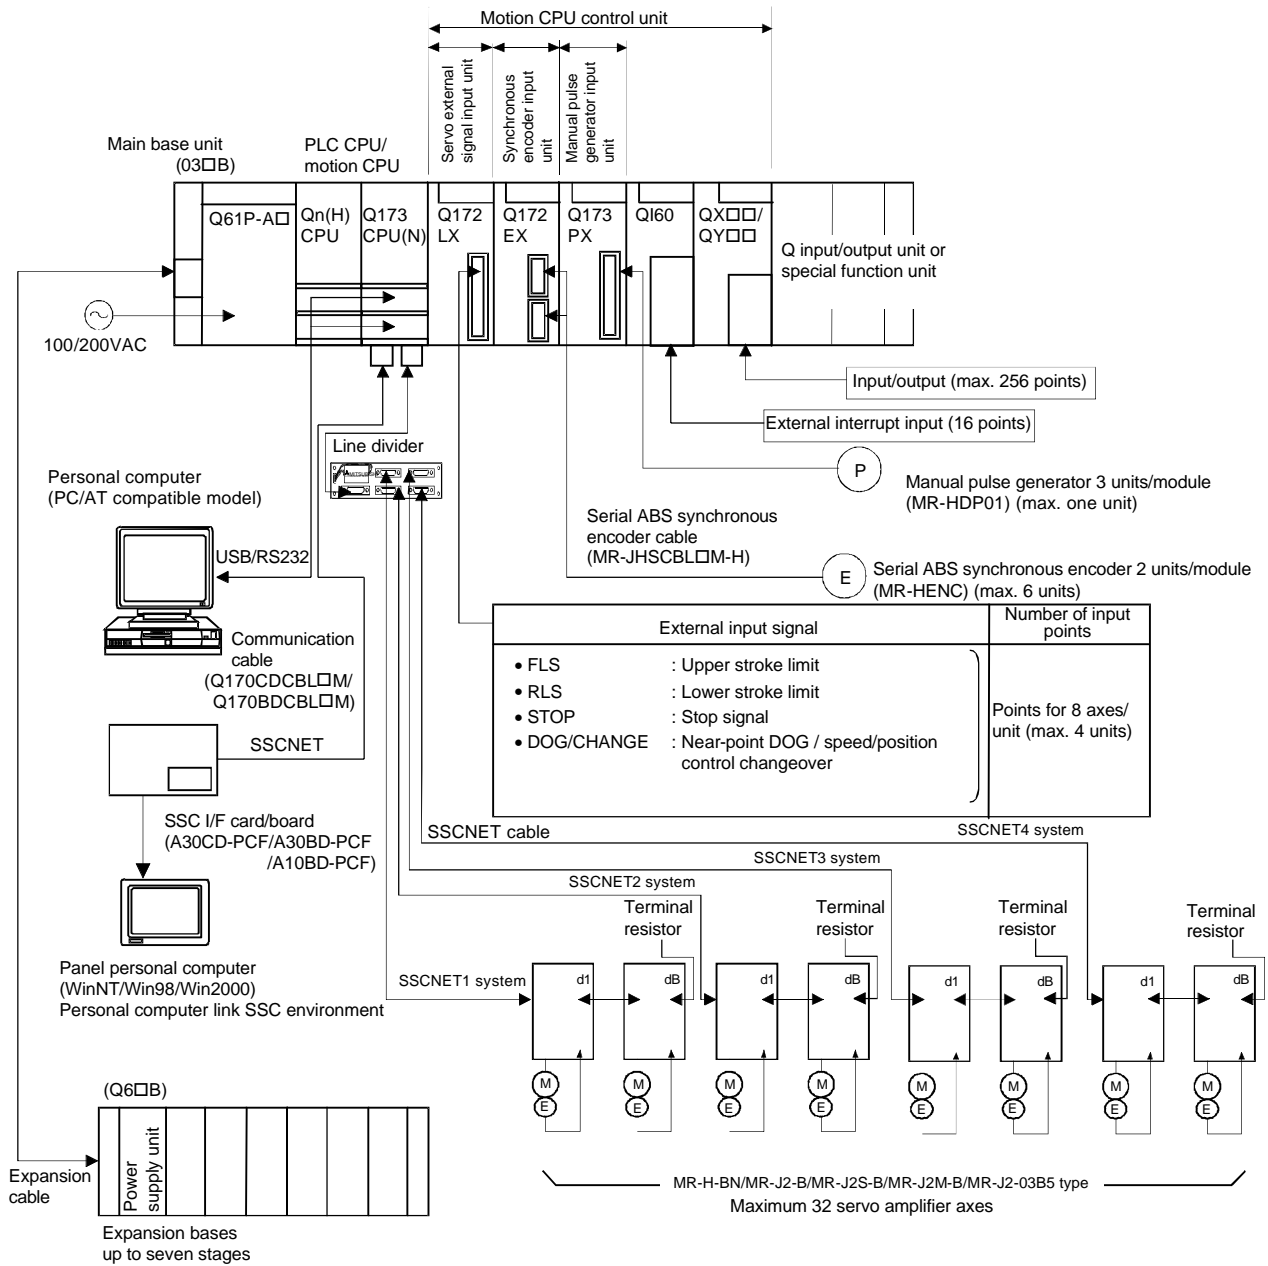 Motion CPU control unit
Servo external
signal input unit
Synchronous
encoder input
unit
Manual pulse
generator input
unit
Main base unit
(03□B)
PLC CPU/
motion CPU
Q61P-A□
Qn(H)
CPU
Q173
CPU(N)
Q172
LX
Q172
EX
Q173
PX
QI60
QX□□/
QY□□
Q input/output unit or
special function unit
100/200VAC
Input/output (max. 256 points)
External interrupt input (16 points)
Line divider
P
Manual pulse generator 3 units/module
(MR-HDP01) (max. one unit)
Personal computer
(PC/AT compatible model)
Serial ABS synchronous
encoder cable
(MR-JHSCBL□M-H)
USB/RS232
E
Serial ABS synchronous encoder 2 units/module
(MR-HENC) (max. 6 units)
Communication
cable
(Q170CDCBL□M/
Q170BDCBL□M)
External input signal
Number of input
points
• FLS : Upper stroke limit
• RLS : Lower stroke limit
• STOP : Stop signal
• DOG/CHANGE : Near-point DOG / speed/position
control changeover
Points for 8 axes/
unit (max. 4 units)
SSCNET
SSC I/F card/board
(A30CD-PCF/A30BD-PCF
/A10BD-PCF)
SSCNET cable
SSCNET4 system
SSCNET3 system
SSCNET2 system
SSCNET1 system
Terminal
resistor
Terminal
resistor
Terminal
resistor
Terminal
resistor
Panel personal computer
(WinNT/Win98/Win2000)
Personal computer link SSC environment
d1
dB
d1
dB
d1
dB
d1
dB
M
E
M
E
M
E
M
E
M
E
M
E
M
E
M
E
(Q6□B)
Power
supply unit
Expansion
cable
Expansion bases
up to seven stages
MR-H-BN/MR-J2-B/MR-J2S-B/MR-J2M-B/MR-J2-03B5 type
Maximum 32 servo amplifier axes